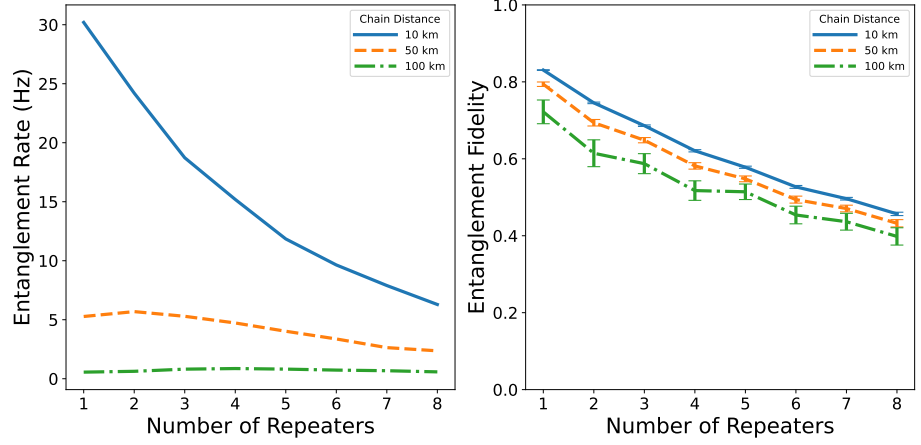 Entanglement Rate (Hz)
30
25
20
15
10
5
0
1 2 3 4 5 6 7 8
Number of Repeaters
Chain Distance
10 km
50 km
100 km
Entanglement Fidelity
1.0
0.8
0.6
0.4
0.2
0.0
1 2 3 4 5 6 7 8
Number of Repeaters
Chain Distance
10 km
50 km
100 km